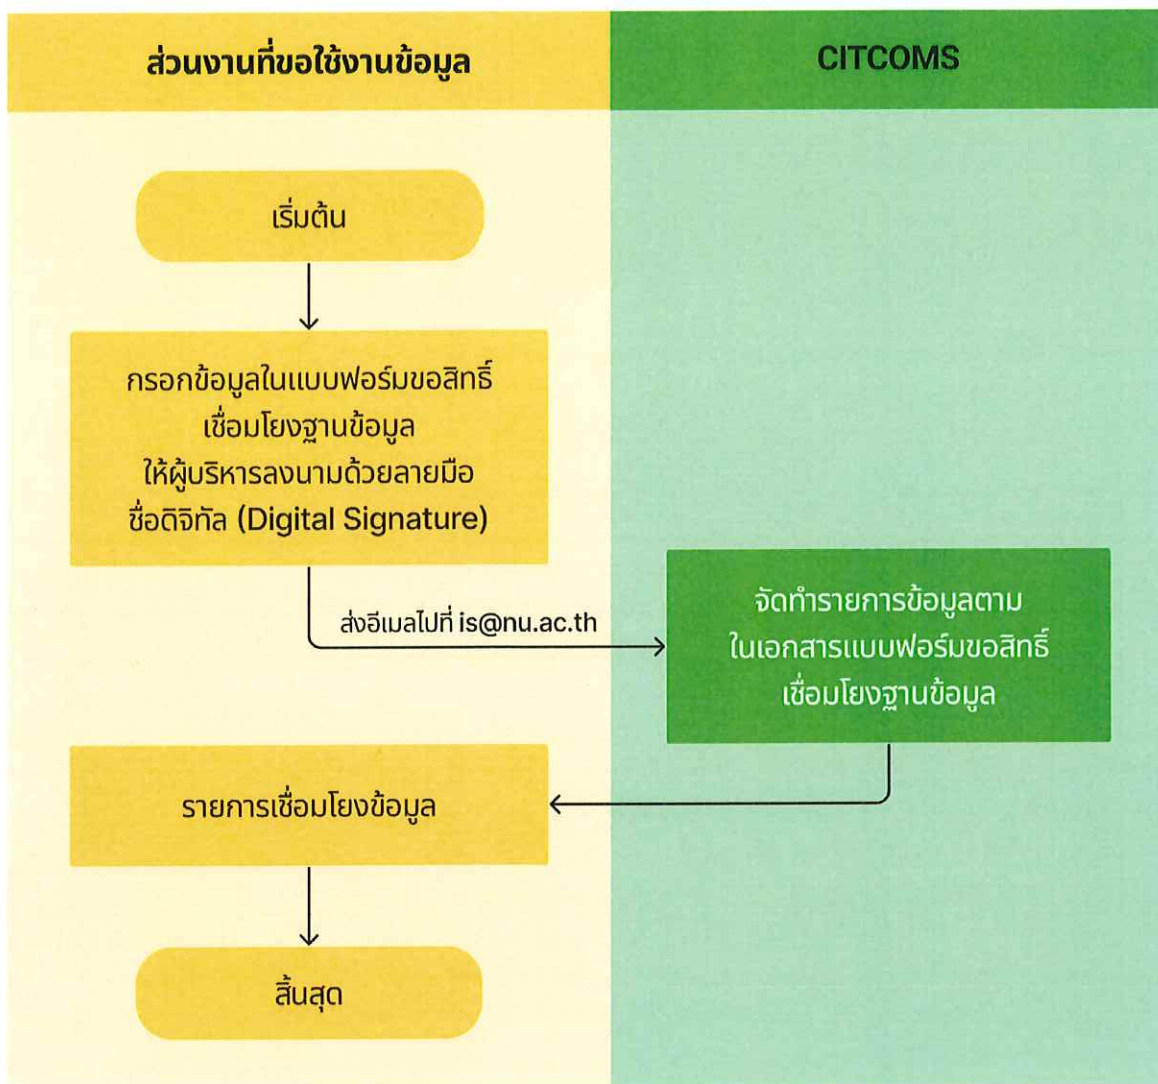 ส่วนงานที่ขอใช้งานข้อมูล
CITCOMS
เริ่มต้น
กรอกข้อมูลในแบบฟอร์มขอสิทธิ์
เชื่อมโยงฐานข้อมูล
ให้ผู้บริหารลงนามด้วยลายมือ
ชื่อดิจิทัล (Digital Signature)
ส่งอีเมลไปที่ is@nu.ac.th
จัดทำรายการข้อมูลตาม
ในเอกสารแบบฟอร์มขอสิทธิ์
เชื่อมโยงฐานข้อมูล
รายการเชื่อมโยงข้อมูล
สิ้นสุด